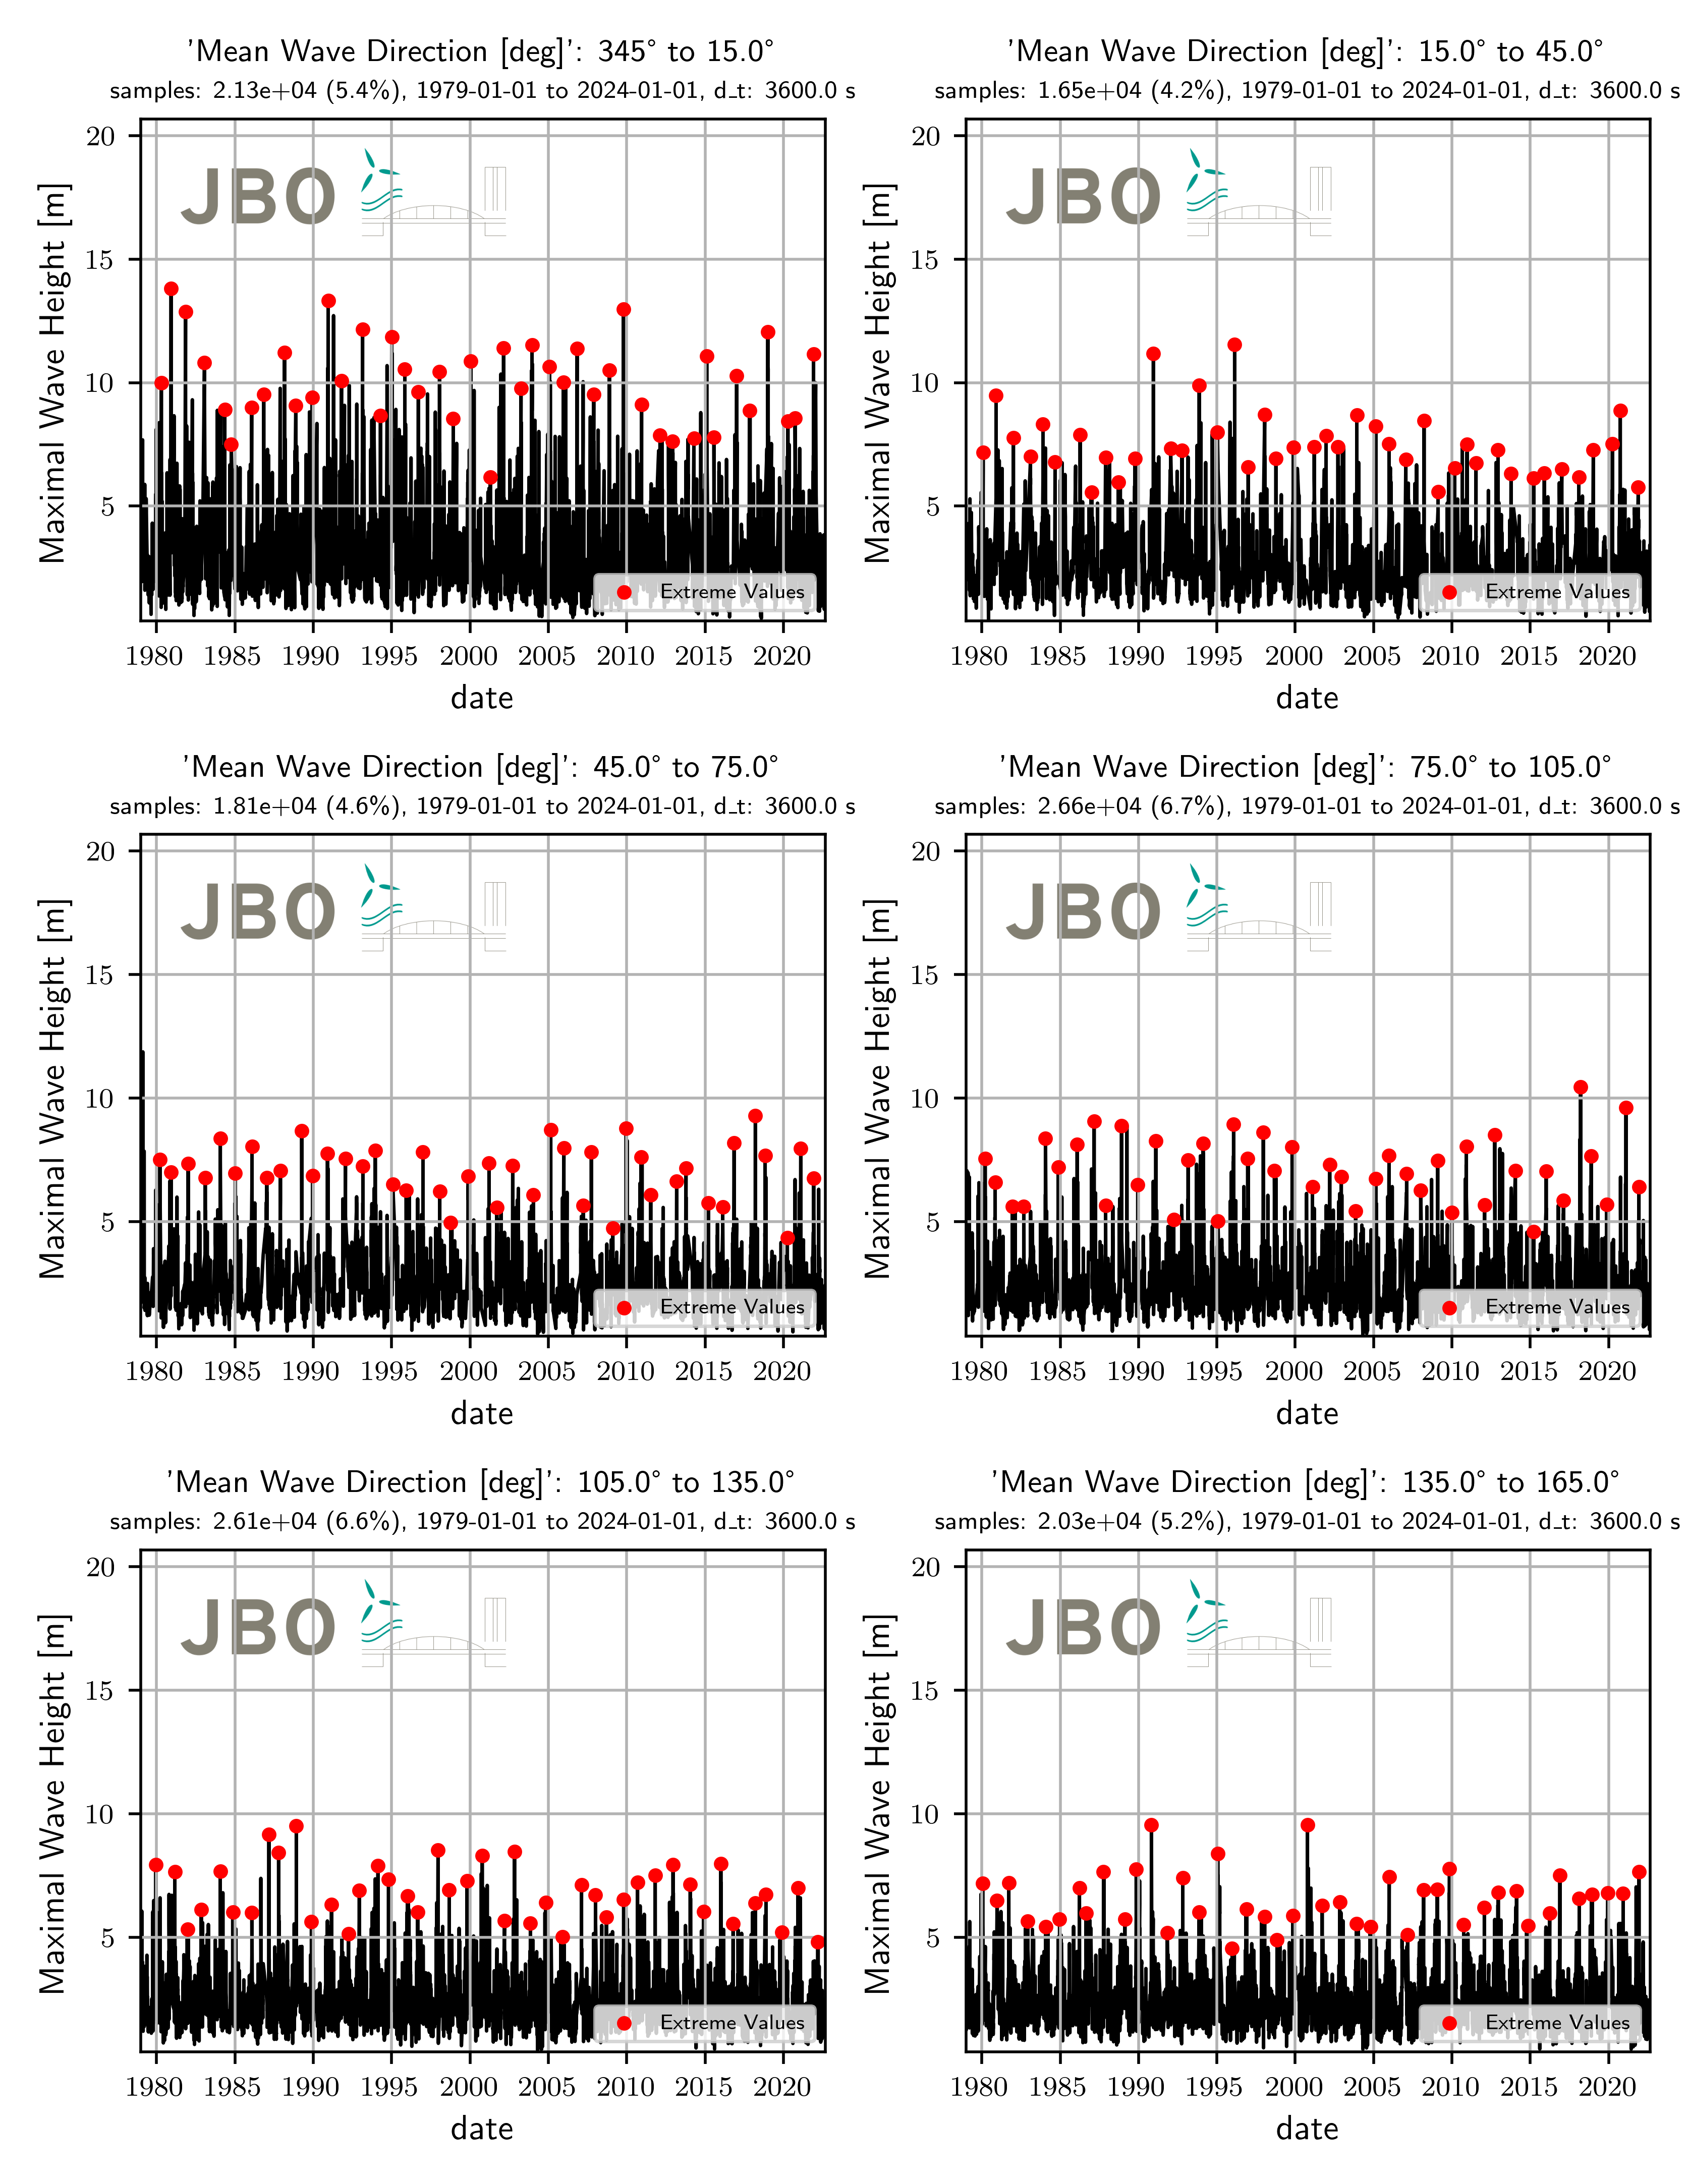 'Mean Wave Direction [deg]': 345° to 15.0°
samples: 2.13e+04 (5.4%), 1979-01-01 to 2024-01-01, d_t: 3600.0 s
20
15
10
5
Maximal Wave Height [m]
JBO
Extreme Values
1980 1985 1990 1995 2000 2005 2010 2015 2020
date
'Mean Wave Direction [deg]': 15.0° to 45.0°
samples: 1.65e+04 (4.2%), 1979-01-01 to 2024-01-01, d_t: 3600.0 s
20
15
10
5
Maximal Wave Height [m]
JBO
Extreme Values
1980 1985 1990 1995 2000 2005 2010 2015 2020
date
'Mean Wave Direction [deg]': 45.0° to 75.0°
samples: 1.81e+04 (4.6%), 1979-01-01 to 2024-01-01, d_t: 3600.0 s
20
15
10
5
Maximal Wave Height [m]
JBO
Extreme Values
1980 1985 1990 1995 2000 2005 2010 2015 2020
date
'Mean Wave Direction [deg]': 75.0° to 105.0°
samples: 2.66e+04 (6.7%), 1979-01-01 to 2024-01-01, d_t: 3600.0 s
20
15
10
5
Maximal Wave Height [m]
JBO
Extreme Values
1980 1985 1990 1995 2000 2005 2010 2015 2020
date
'Mean Wave Direction [deg]': 105.0° to 135.0°
samples: 2.61e+04 (6.6%), 1979-01-01 to 2024-01-01, d_t: 3600.0 s
20
15
10
5
Maximal Wave Height [m]
JBO
Extreme Values
1980 1985 1990 1995 2000 2005 2010 2015 2020
date
'Mean Wave Direction [deg]': 135.0° to 165.0°
samples: 2.03e+04 (5.2%), 1979-01-01 to 2024-01-01, d_t: 3600.0 s
20
15
10
5
Maximal Wave Height [m]
JBO
Extreme Values
1980 1985 1990 1995 2000 2005 2010 2015 2020
date